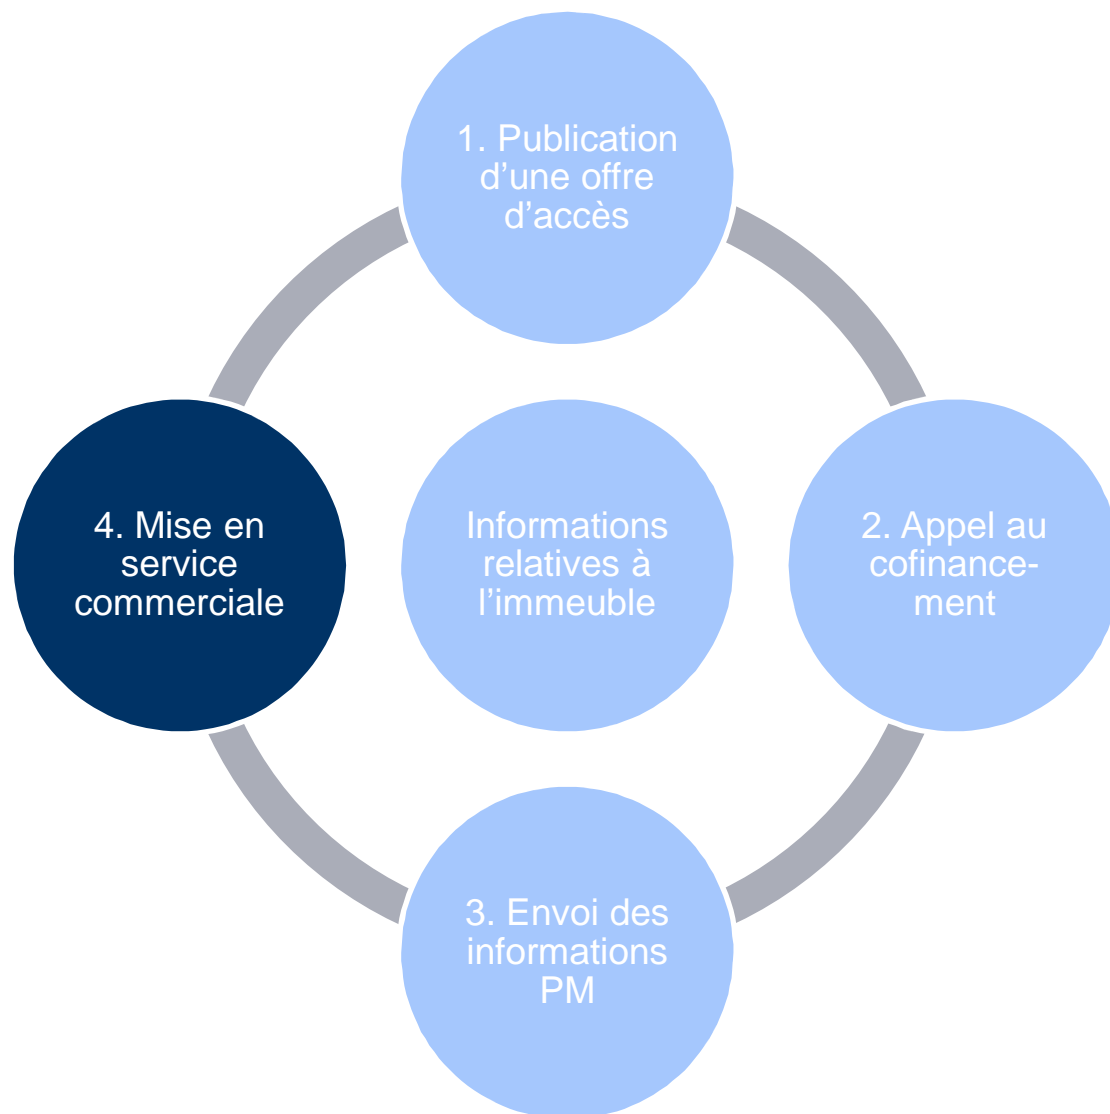 1. Publication
d’une offre
d’accès
4. Mise en
service
commerciale
Informations
relatives à
l’immeuble
2. Appel au
cofinance-
ment
3. Envoi des
informations
PM